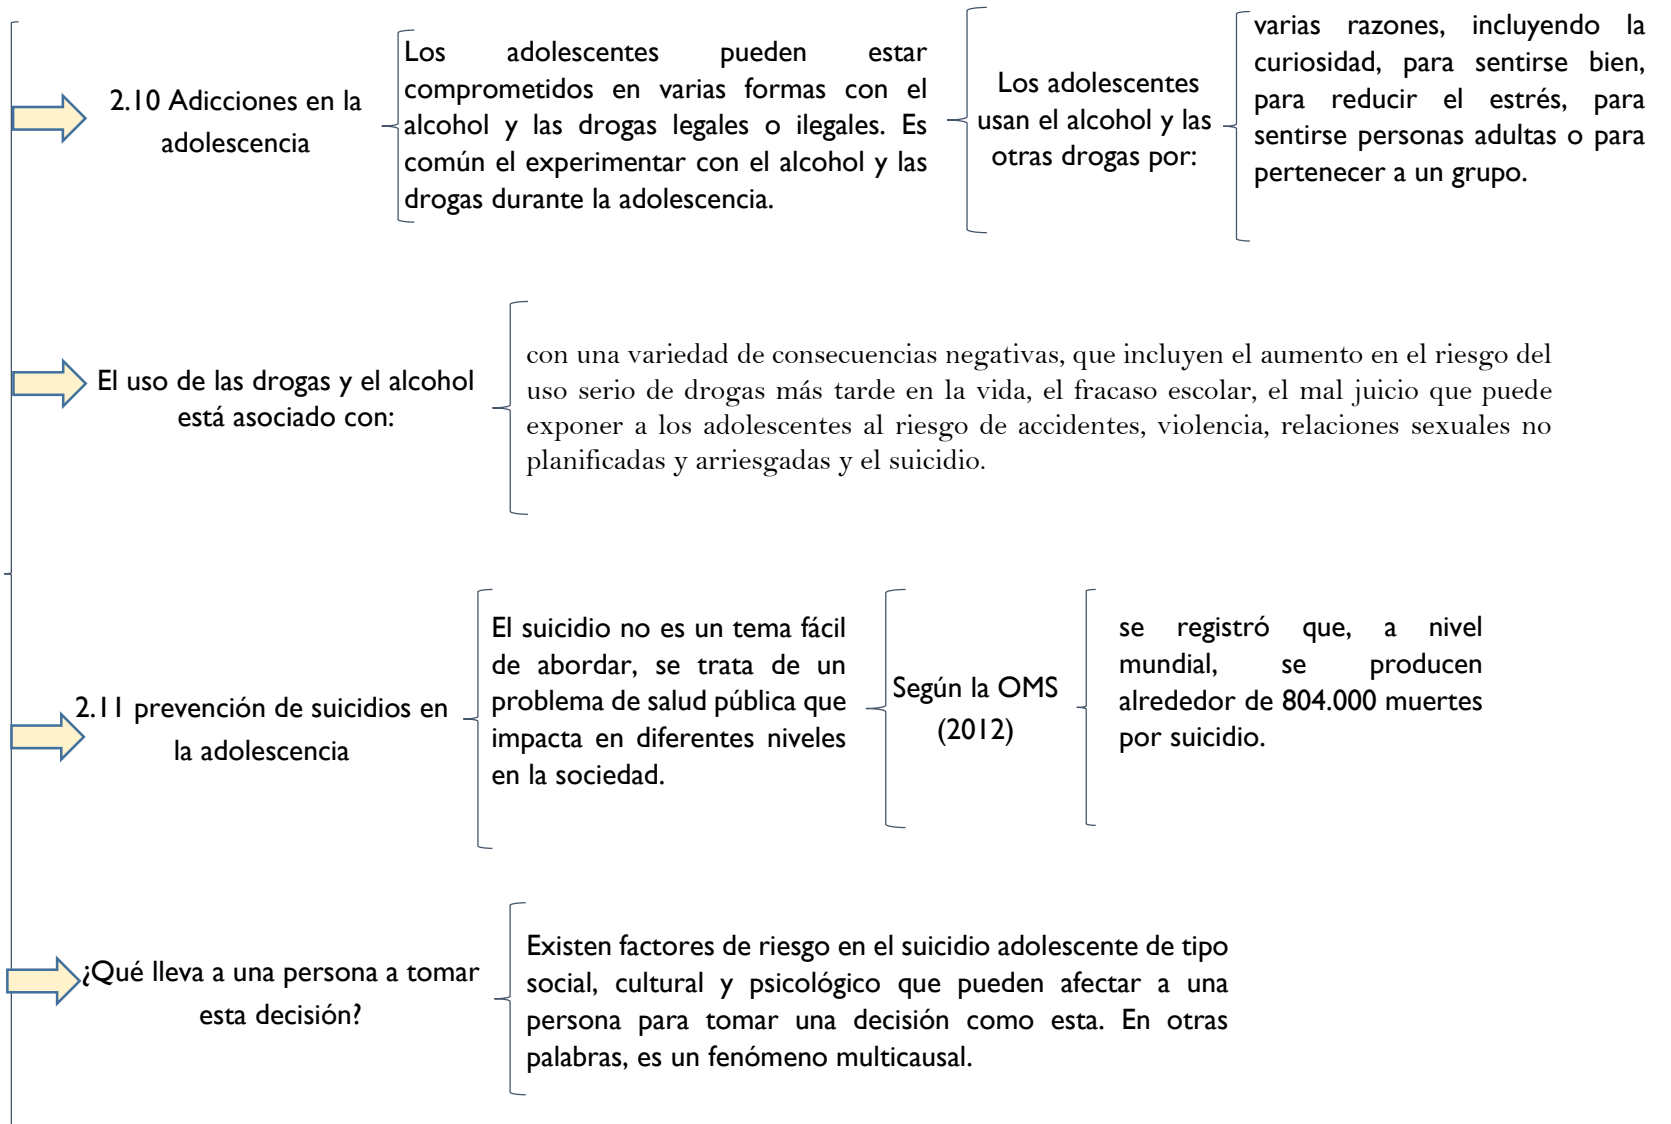 2.10 Adicciones en la
adolescencia
Los adolescentes pueden estar
comprometidos en varias formas con el
alcohol y las drogas legales o ilegales. Es
común el experimentar con el alcohol y las
drogas durante la adolescencia.
Los adolescentes
usan el alcohol y las
otras drogas por:
varias razones, incluyendo la
curiosidad, para sentirse bien,
para reducir el estrés, para
sentirse personas adultas o para
pertenecer a un grupo.
El uso de las drogas y el alcohol
está asociado con:
con una variedad de consecuencias negativas, que incluyen el aumento en el riesgo del
uso serio de drogas más tarde en la vida, el fracaso escolar, el mal juicio que puede
exponer a los adolescentes al riesgo de accidentes, violencia, relaciones sexuales no
planificadas y arriesgadas y el suicidio.
2.11 prevención de suicidios en
la adolescencia
El suicidio no es un tema fácil
de abordar, se trata de un
problema de salud pública que
impacta en diferentes niveles
en la sociedad.
Según la OMS
(2012)
se registró que, a nivel
mundial, se producen
alrededor de 804.000 muertes
por suicidio.
¿Qué lleva a una persona a tomar
esta decisión?
Existen factores de riesgo en el suicidio adolescente de tipo
social, cultural y psicológico que pueden afectar a una
persona para tomar una decisión como esta. En otras
palabras, es un fenómeno multicausal.